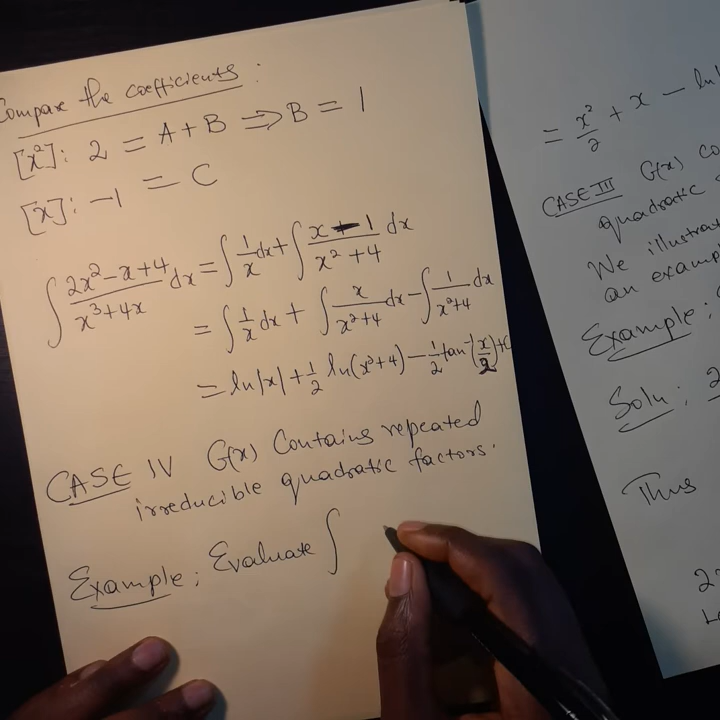 Compare the coefficients :
[x²]: 2 = A + B ⟹ B = 1
[x]: -1 = C
∫ (2x² - x + 4)/(x³ + 4x) dx = ∫ 1/x dx + ∫ (x - 1)/(x² + 4) dx
= ∫ 1/x dx + ∫ x/(x²+4) dx - ∫ 1/(x²+4) dx
= ln|x| + 1/2 ln(x²+4) - 1/2 tan⁻¹(x/2) + C
CASE IV G(x) Contains repeated
irreducible quadratic factors.
Example; Evaluate ∫
= x²/2 + x - ln
CASE III G(x) co
quadratic
We illustrat
an exampl
Example;
Soln;
Thus